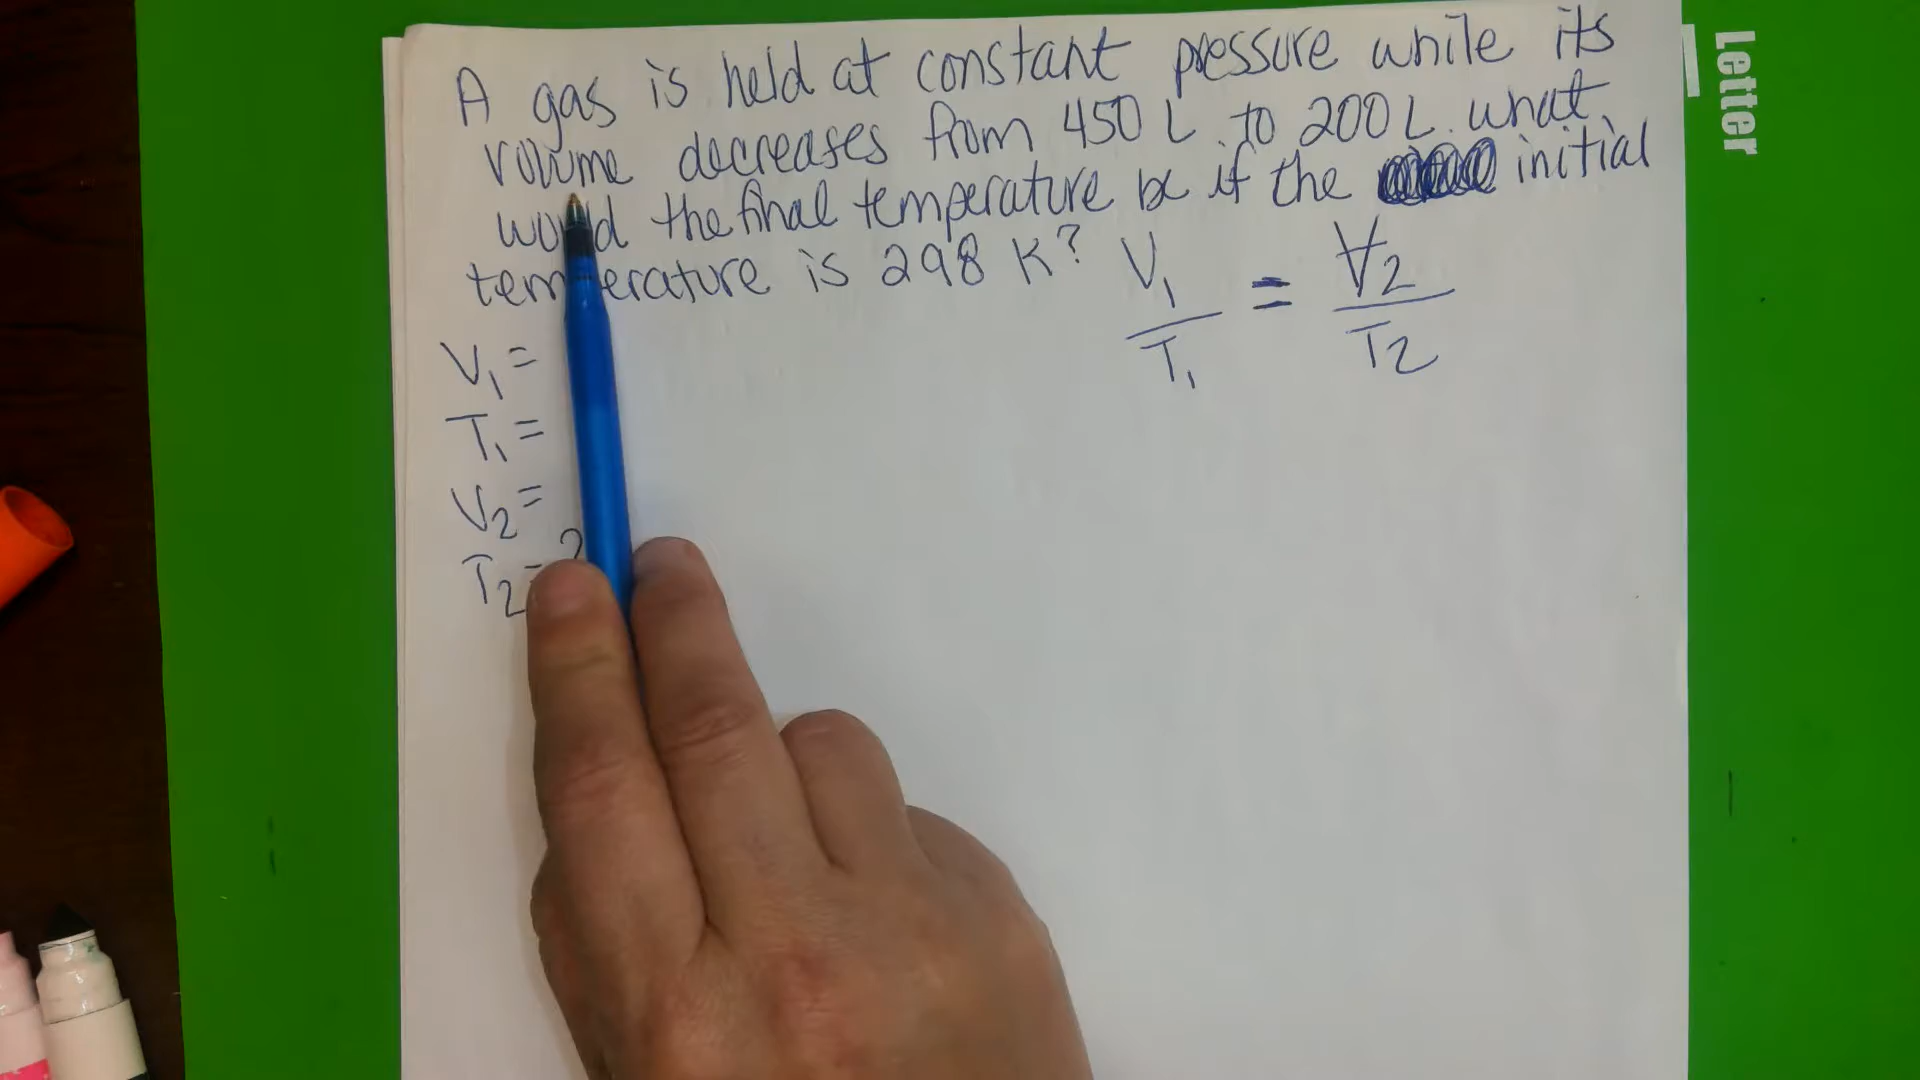 A gas is held at constant pressure while its
volume decreases from 450 L to 200 L. what
would the final temperature be if the initial
temperature is 298 K?
V₁ / T₁ = V₂ / T₂
V₁ =
T₁ =
V₂ =
T₂ = ?
Letter